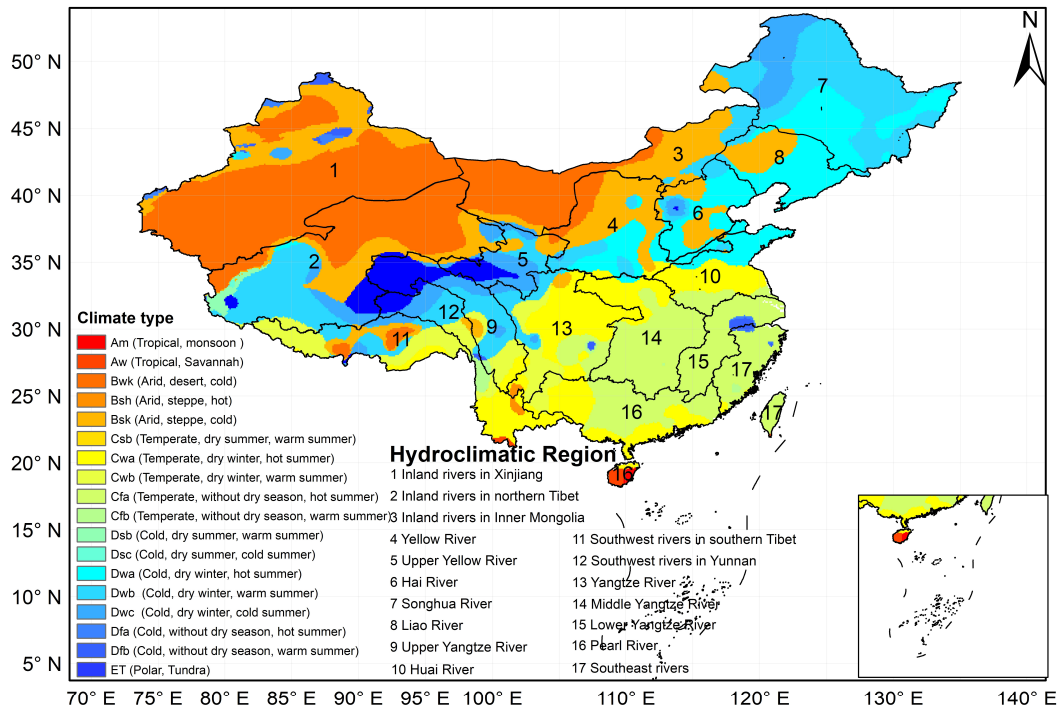 N
50° N
45° N
40° N
35° N
30° N
25° N
20° N
15° N
10° N
5° N
7
3
8
1
4
6
2
5
10
12
9
13
11
14
15
17
16
17
16
Climate type
Am (Tropical, monsoon )
Aw (Tropical, Savannah)
Bwk (Arid, desert, cold)
Bsh (Arid, steppe, hot)
Bsk (Arid, steppe, cold)
Csb (Temperate, dry summer, warm summer)
Cwa (Temperate, dry winter, hot summer)
Cwb (Temperate, dry winter, warm summer)
Cfa (Temperate, without dry season, hot summer)
Cfb (Temperate, without dry season, warm summer)
Dsb (Cold, dry summer, warm summer)
Dsc (Cold, dry summer, cold summer)
Dwa (Cold, dry winter, hot summer)
Dwb (Cold, dry winter, warm summer)
Dwc (Cold, dry winter, cold summer)
Dfa (Cold, without dry season, hot summer)
Dfb (Cold, without dry season, warm summer)
ET (Polar, Tundra)
Hydroclimatic Region
1 Inland rivers in Xinjiang
2 Inland rivers in northern Tibet
3 Inland rivers in Inner Mongolia
4 Yellow River
5 Upper Yellow River
6 Hai River
7 Songhua River
8 Liao River
9 Upper Yangtze River
10 Huai River
11 Southwest rivers in southern Tibet
12 Southwest rivers in Yunnan
13 Yangtze River
14 Middle Yangtze River
15 Lower Yangtze River
16 Pearl River
17 Southeast rivers
70° E 75° E 80° E 85° E 90° E 95° E 100° E 110° E 120° E 130° E 140° E